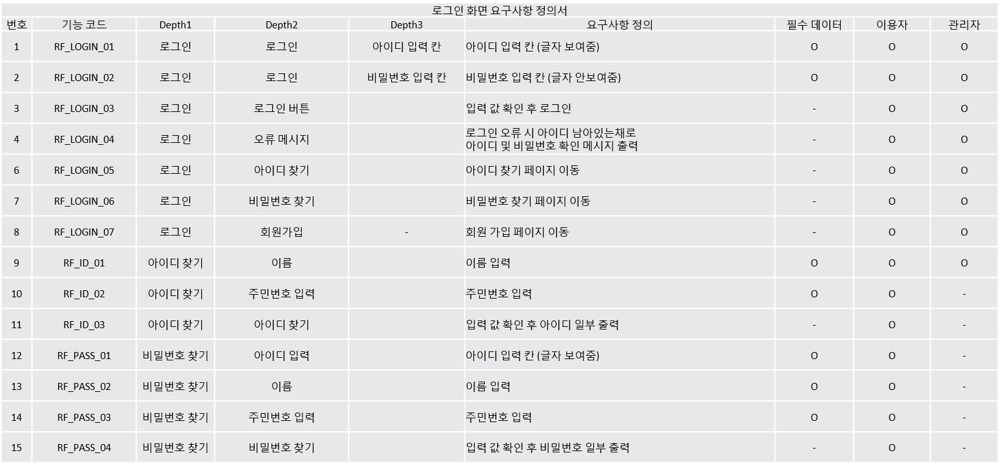 로그인 화면 요구사항 정의서
번호 기능 코드 Depth1 Depth2 Depth3 요구사항 정의 필수 데이터 이용자 관리자
1 RF_LOGIN_01 로그인 로그인 아이디 입력 칸 아이디 입력 칸 (글자 보여줌) O O O
2 RF_LOGIN_02 로그인 로그인 비밀번호 입력 칸 비밀번호 입력 칸 (글자 안보여줌) O O O
3 RF_LOGIN_03 로그인 로그인 버튼 입력 값 확인 후 로그인 - O O
4 RF_LOGIN_04 로그인 오류 메시지 로그인 오류 시 아이디 남아있는채로
아이디 및 비밀번호 확인 메시지 출력 - O O
6 RF_LOGIN_05 로그인 아이디 찾기 아이디 찾기 페이지 이동 - O O
7 RF_LOGIN_06 로그인 비밀번호 찾기 비밀번호 찾기 페이지 이동 - O O
8 RF_LOGIN_07 로그인 회원가입 - 회원 가입 페이지 이동 - O O
9 RF_ID_01 아이디 찾기 이름 이름 입력 O O O
10 RF_ID_02 아이디 찾기 주민번호 입력 주민번호 입력 O O -
11 RF_ID_03 아이디 찾기 아이디 찾기 입력 값 확인 후 아이디 일부 출력 - O -
12 RF_PASS_01 비밀번호 찾기 아이디 입력 아이디 입력 칸 (글자 보여줌) O O -
13 RF_PASS_02 비밀번호 찾기 이름 이름 입력 O O -
14 RF_PASS_03 비밀번호 찾기 주민번호 입력 주민번호 입력 O O -
15 RF_PASS_04 비밀번호 찾기 비밀번호 찾기 입력 값 확인 후 비밀번호 일부 출력 - O -